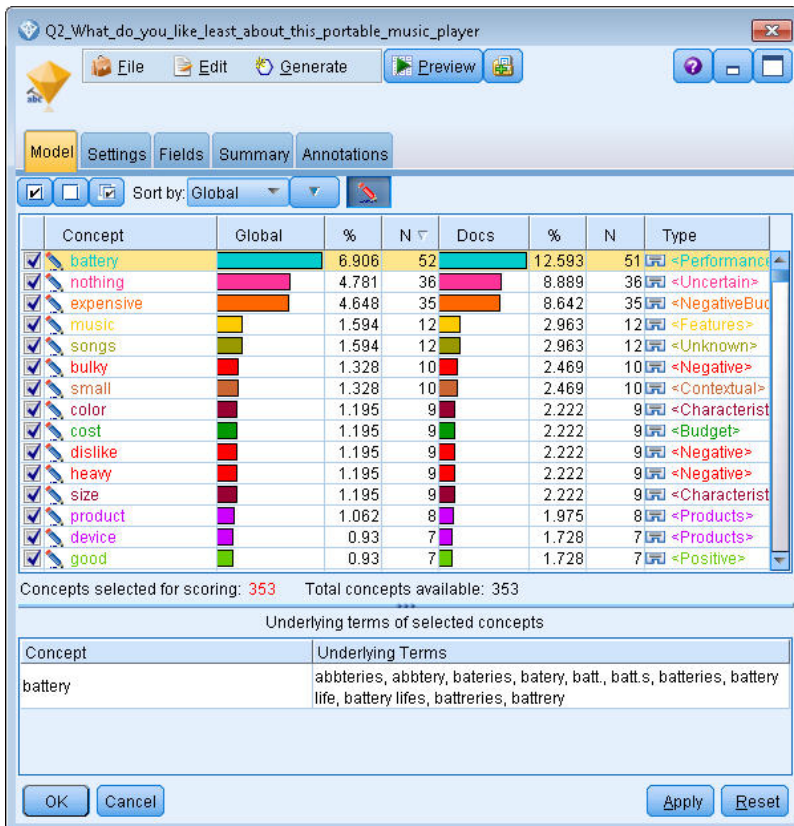 Q2_What_do_you_like_least_about_this_portable_music_player
File Edit Generate Preview
abc
Model Settings Fields Summary Annotations
Sort by: Global
Concept Global % N Docs % N Type
battery 6.906 52 12.593 51 <Performance
nothing 4.781 36 8.889 36 <Uncertain>
expensive 4.648 35 8.642 35 <NegativeBud
music 1.594 12 2.963 12 <Features>
songs 1.594 12 2.963 12 <Unknown>
bulky 1.328 10 2.469 10 <Negative>
small 1.328 10 2.469 10 <Contextual>
color 1.195 9 2.222 9 <Characterist
cost 1.195 9 2.222 9 <Budget>
dislike 1.195 9 2.222 9 <Negative>
heavy 1.195 9 2.222 9 <Negative>
size 1.195 9 2.222 9 <Characterist
product 1.062 8 1.975 8 <Products>
device 0.93 7 1.728 7 <Products>
good 0.93 7 1.728 7 <Positive>
Concepts selected for scoring: 353 Total concepts available: 353
Underlying terms of selected concepts
Concept Underlying Terms
battery abbteries, abbtery, bateries, batery, batt., batt.s, batteries, battery
life, battery lifes, battreries, battrery
OK Cancel Apply Reset